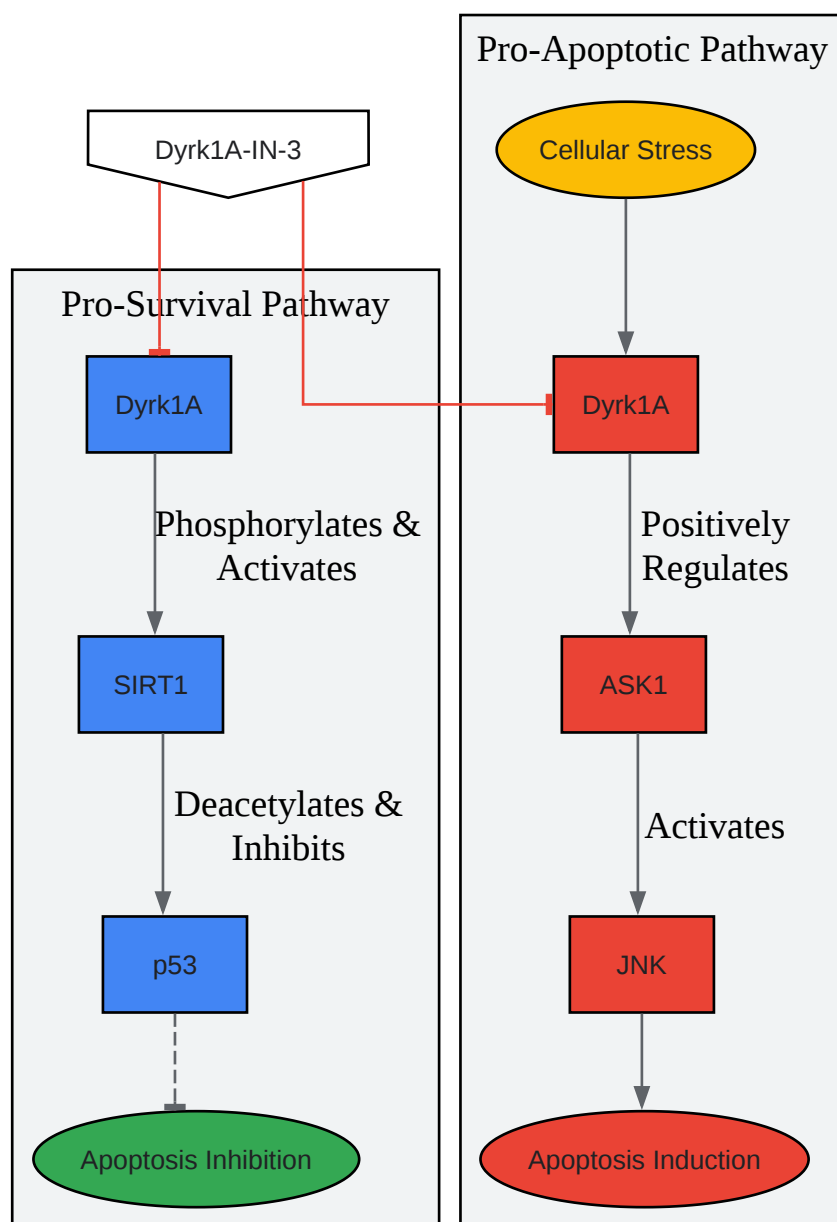 Dyrk1A-IN-3
Pro-Survival Pathway
Dyrk1A
Phosphorylates &
Activates
SIRT1
Deacetylates &
Inhibits
p53
Apoptosis Inhibition
Pro-Apoptotic Pathway
Cellular Stress
Dyrk1A
Positively
Regulates
ASK1
Activates
JNK
Apoptosis Induction